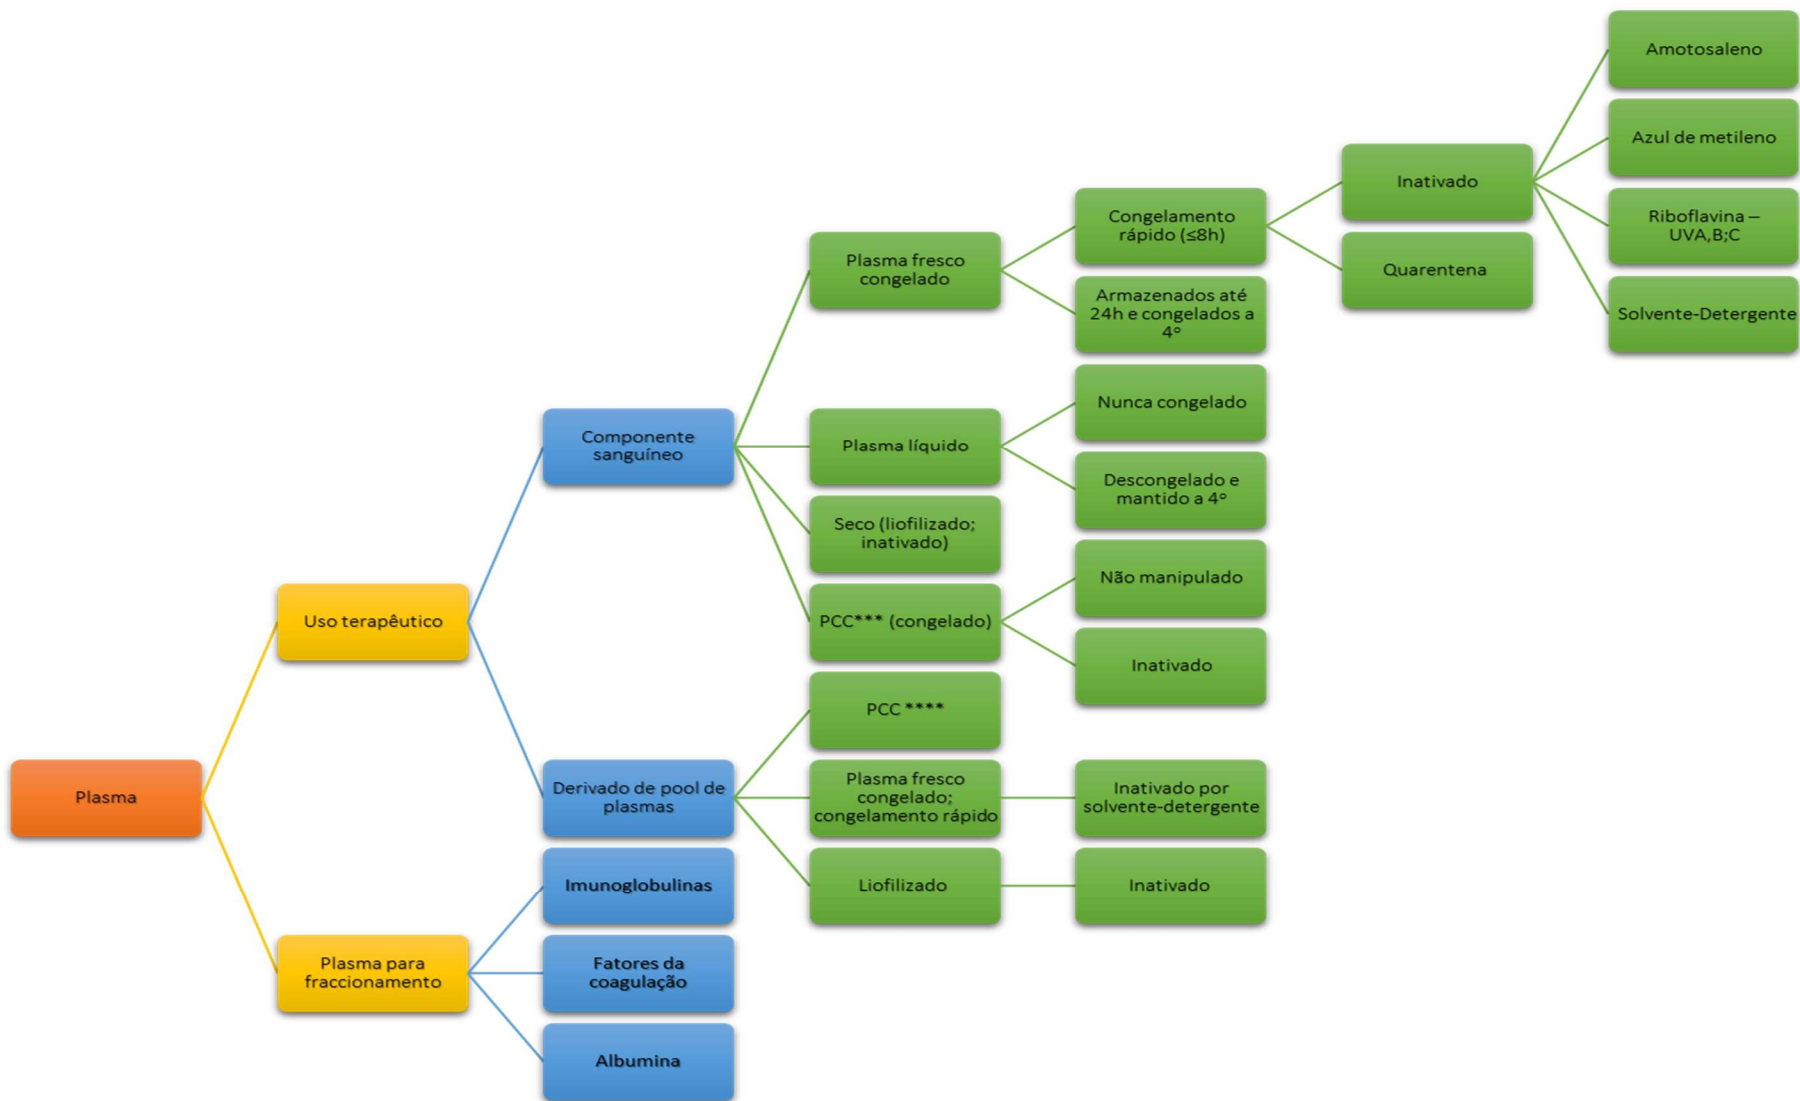 Plasma
Uso terapêutico
Componente
sanguíneo
Plasma fresco
congelado
Congelamento
rápido (≤8h)
Inativado
Amotosaleno
Azul de metileno
Riboflavina –
UVA,B;C
Solvente-Detergente
Quarentena
Armazenados até
24h e congelados a
4º
Plasma líquido
Nunca congelado
Descongelado e
mantido a 4º
Seco (liofilizado;
inativado)
PCC*** (congelado)
Não manipulado
Inativado
Derivado de pool de
plasmas
PCC ****
Plasma fresco
congelado;
congelamento rápido
Inativado por
solvente-detergente
Liofilizado
Inativado
Plasma para
fraccionamento
Imunoglobulinas
Fatores da
coagulação
Albumina